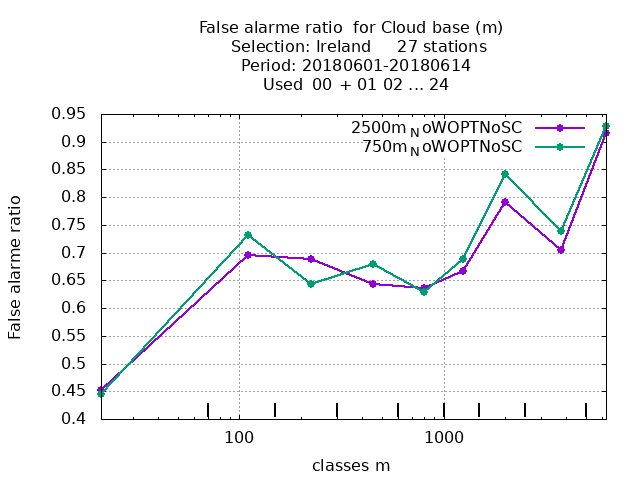 False alarme ratio  for Cloud base (m)
Selection: Ireland     27 stations
Period: 20180601-20180614
Used  00 + 01 02 ... 24
2500m N oWOPTNoSC
750m N oWOPTNoSC
0.95
0.9
0.85
0.8
0.75
0.7
0.65
0.6
0.55
0.5
0.45
0.4
False alarme ratio
100
1000
classes m